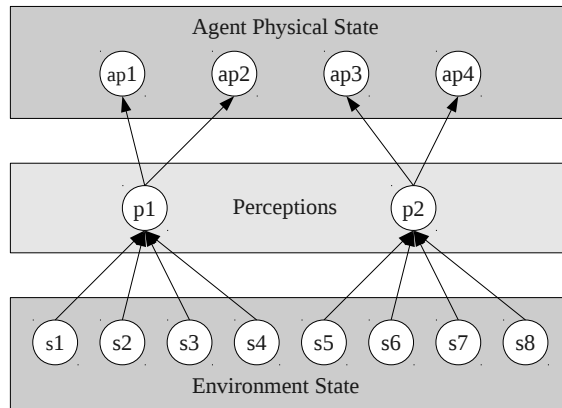 Agent Physical State
ap1 ap2 ap3 ap4
p1 Perceptions p2
s1 s2 s3 s4 s5 s6 s7 s8
Environment State